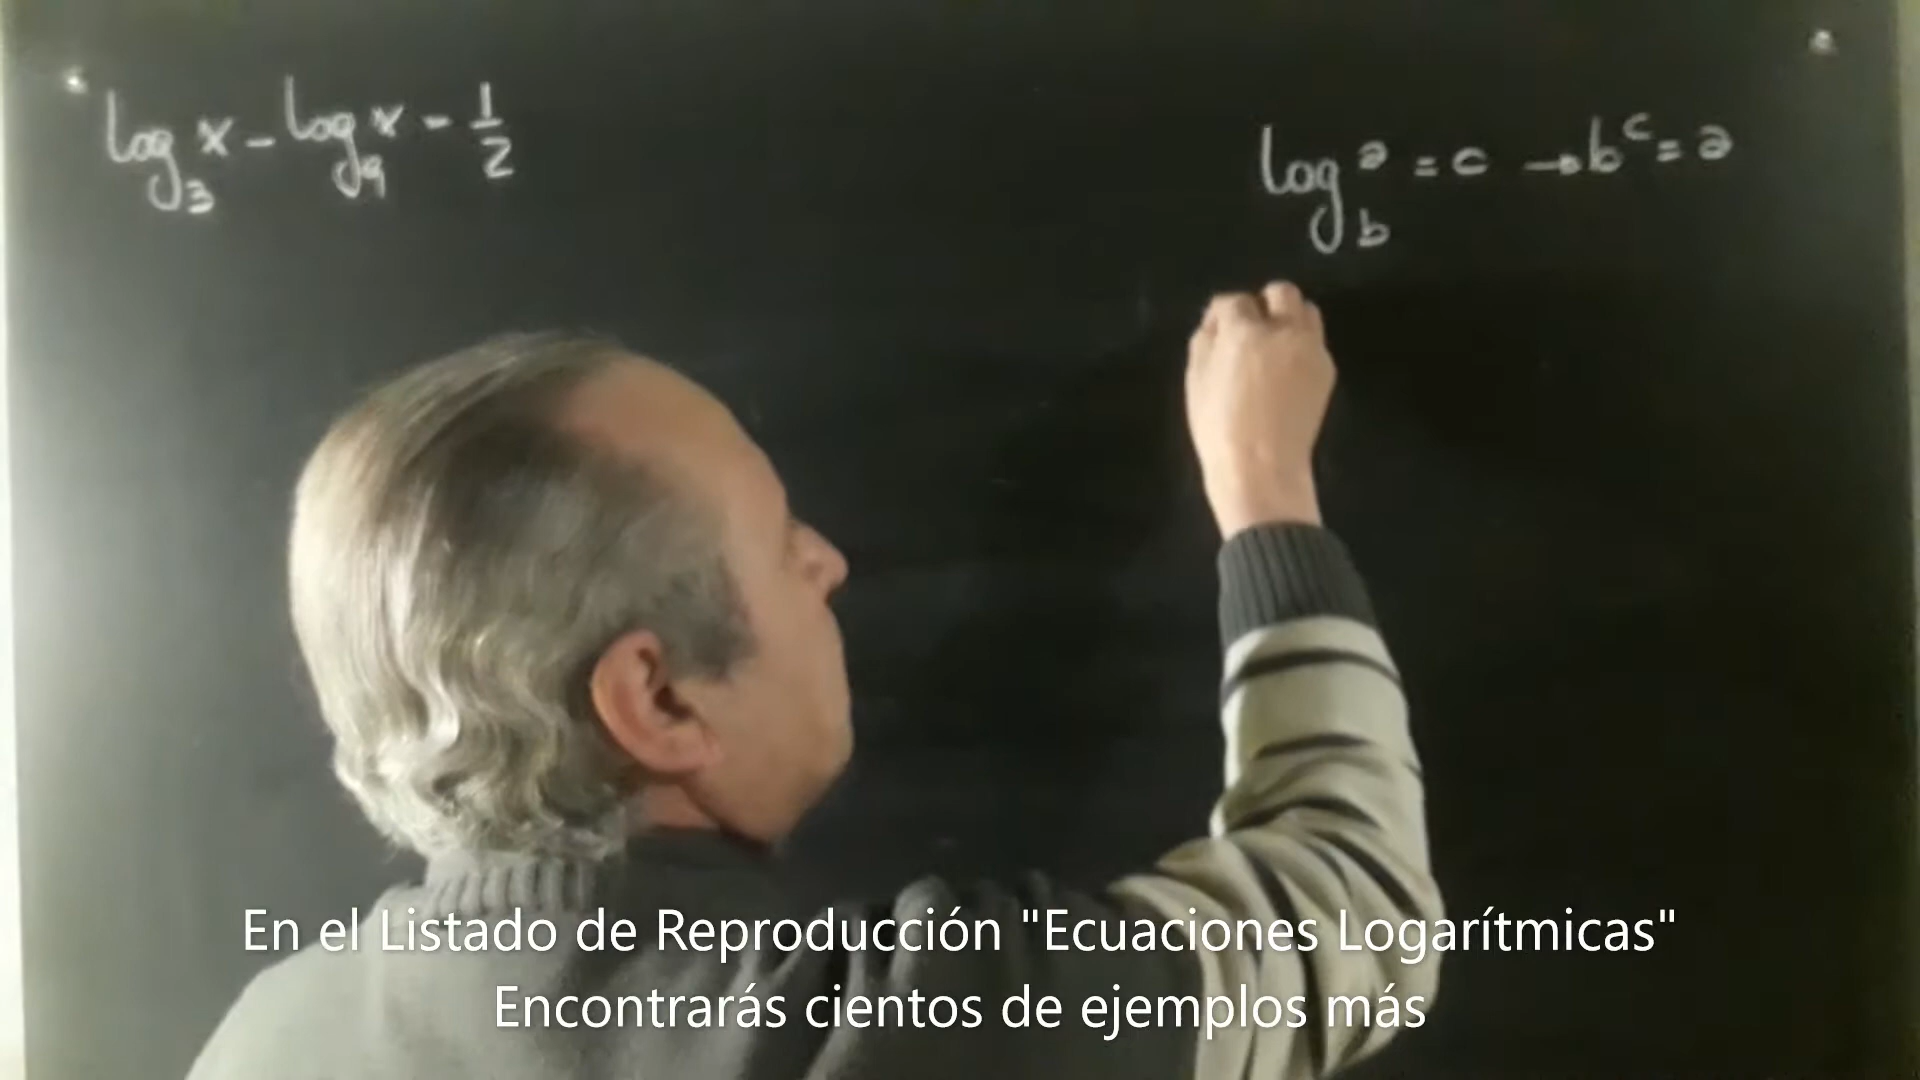 log₃ x - log₉ x - 1/2
log_b a = c → b^c = a
En el Listado de Reproducción "Ecuaciones Logarítmicas"
Encontrarás cientos de ejemplos más